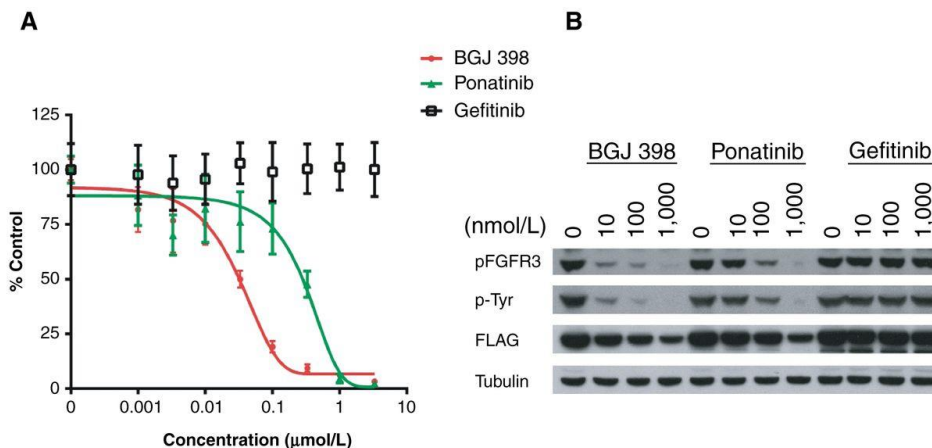 A
BGJ 398
Ponatinib
Gefitinib
% Control
125
100
75
50
25
0
0 0.001 0.01 0.1 1 10
Concentration (μmol/L)
B
BGJ 398 Ponatinib Gefitinib
(nmol/L) 0 10 100 1,000 0 10 100 1,000 0 10 100 1,000
pFGFR3
p-Tyr
FLAG
Tubulin